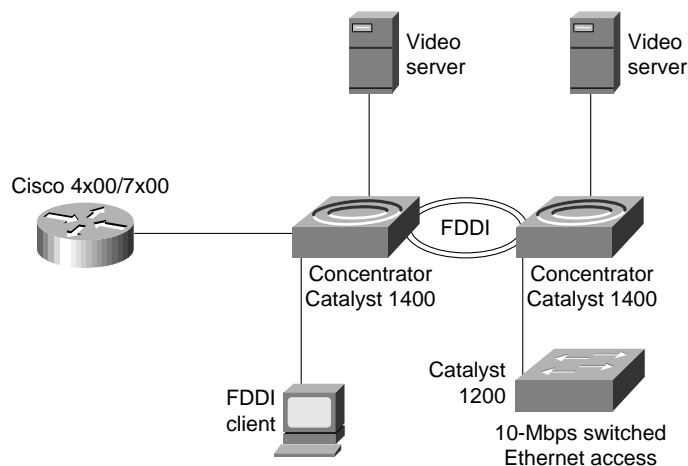 Video
server
Video
server
Cisco 4x00/7x00
FDDI
Concentrator
Catalyst 1400
Concentrator
Catalyst 1400
FDDI
client
Catalyst
1200
10-Mbps switched
Ethernet access